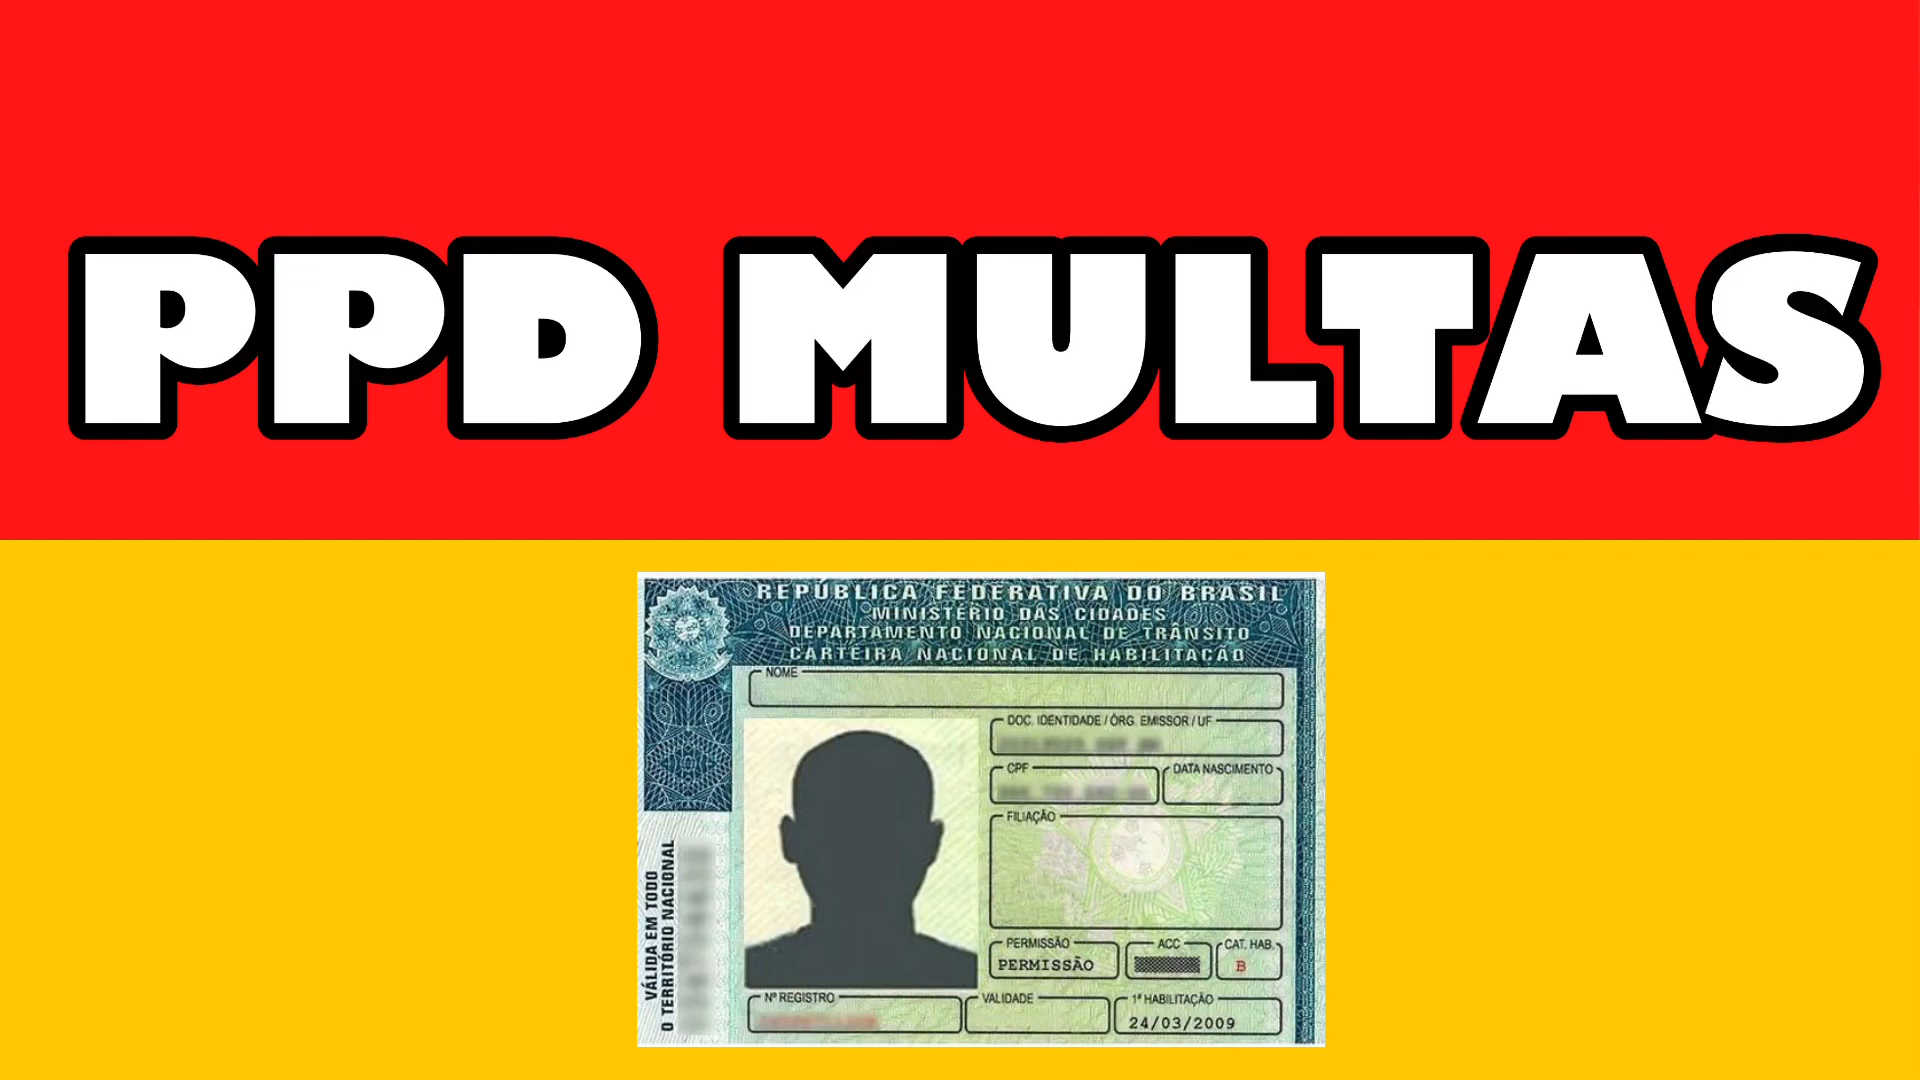 PPD MULTAS
REPÚBLICA FEDERATIVA DO BRASIL
MINISTÉRIO DAS CIDADES
DEPARTAMENTO NACIONAL DE TRÂNSITO
CARTEIRA NACIONAL DE HABILITAÇÃO
NOME
DOC. IDENTIDADE / ÓRG. EMISSOR / UF
CPF
DATA NASCIMENTO
FILIAÇÃO
PERMISSÃO
ACC
CAT. HAB.
PERMISSÃO
B
Nº REGISTRO
VALIDADE
1ª HABILITAÇÃO
24/03/2009
VÁLIDA EM TODO
O TERRITÓRIO NACIONAL